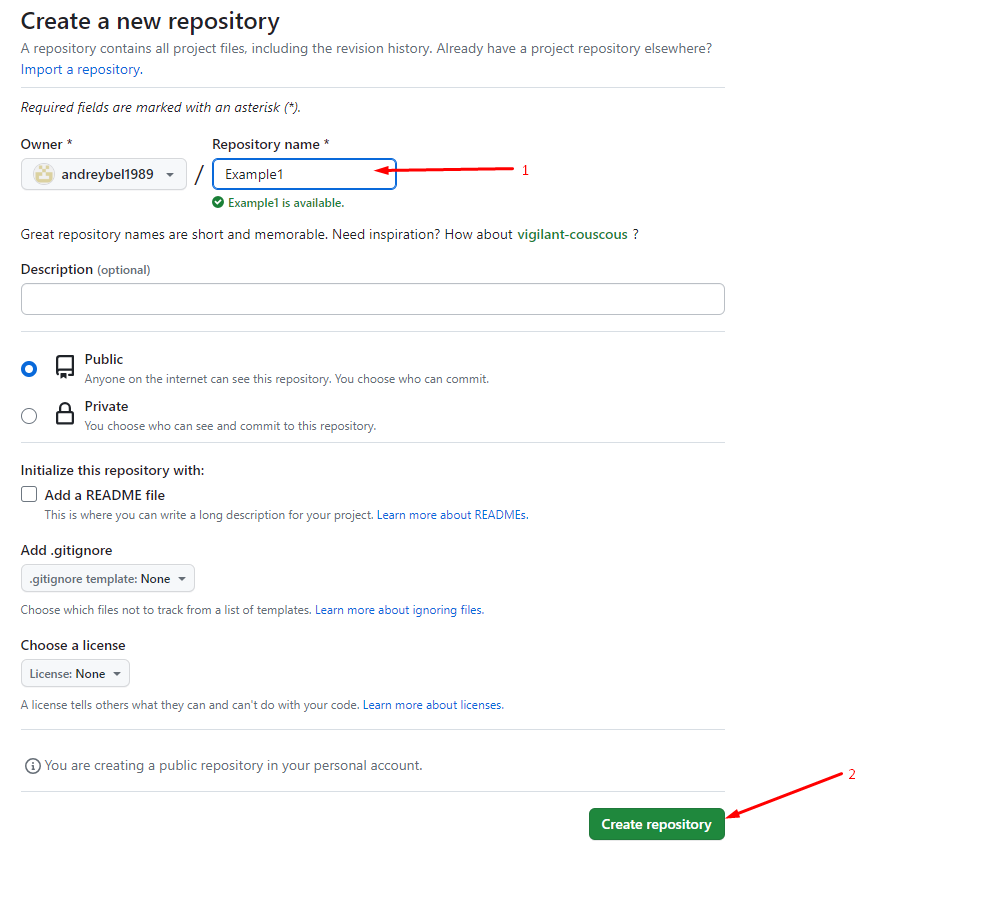 Create a new repository
A repository contains all project files, including the revision history. Already have a project repository elsewhere?
Import a repository.
Required fields are marked with an asterisk (*).
Owner * Repository name *
andreybel1989 / Example1 1
Example1 is available.
Great repository names are short and memorable. Need inspiration? How about vigilant-couscous ?
Description (optional)
Public
Anyone on the internet can see this repository. You choose who can commit.
Private
You choose who can see and commit to this repository.
Initialize this repository with:
Add a README file
This is where you can write a long description for your project. Learn more about READMEs.
Add .gitignore
.gitignore template: None
Choose which files not to track from a list of templates. Learn more about ignoring files.
Choose a license
License: None
A license tells others what they can and can't do with your code. Learn more about licenses.
You are creating a public repository in your personal account.
2
Create repository